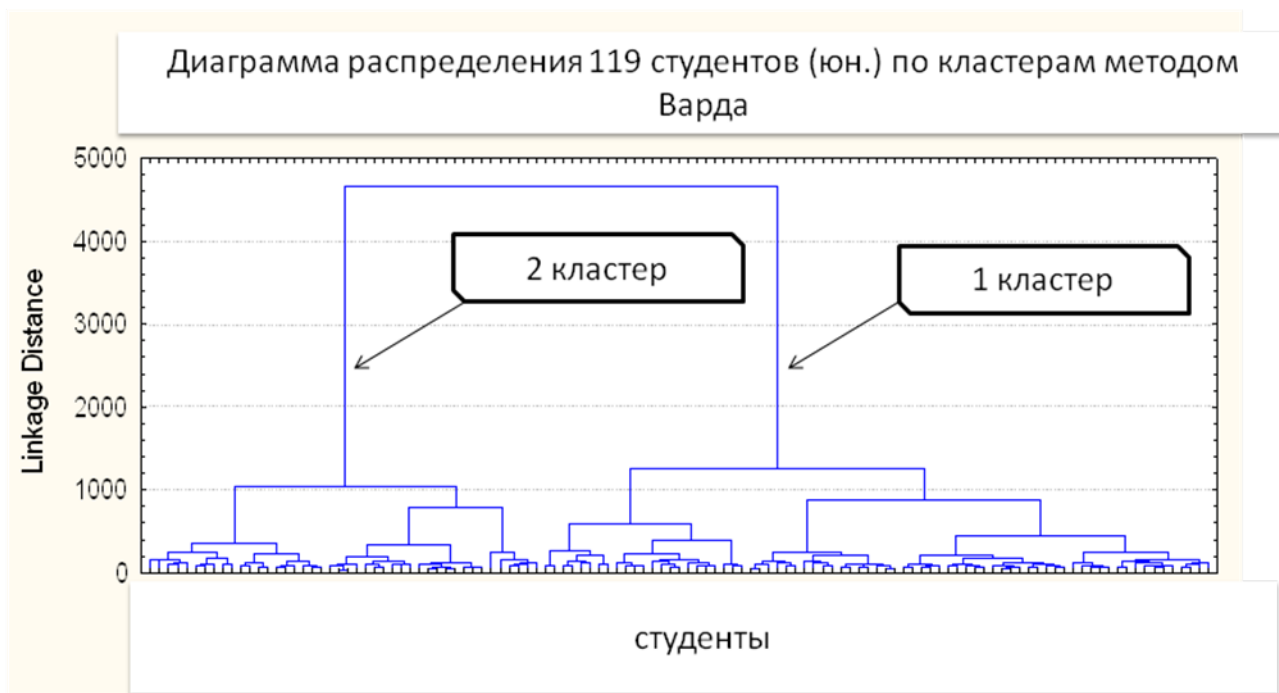 Диаграмма распределения 119 студентов (юн.) по кластерам методом
Варда
5000
4000
3000
2000
1000
0
Linkage Distance
2 кластер
1 кластер
студенты